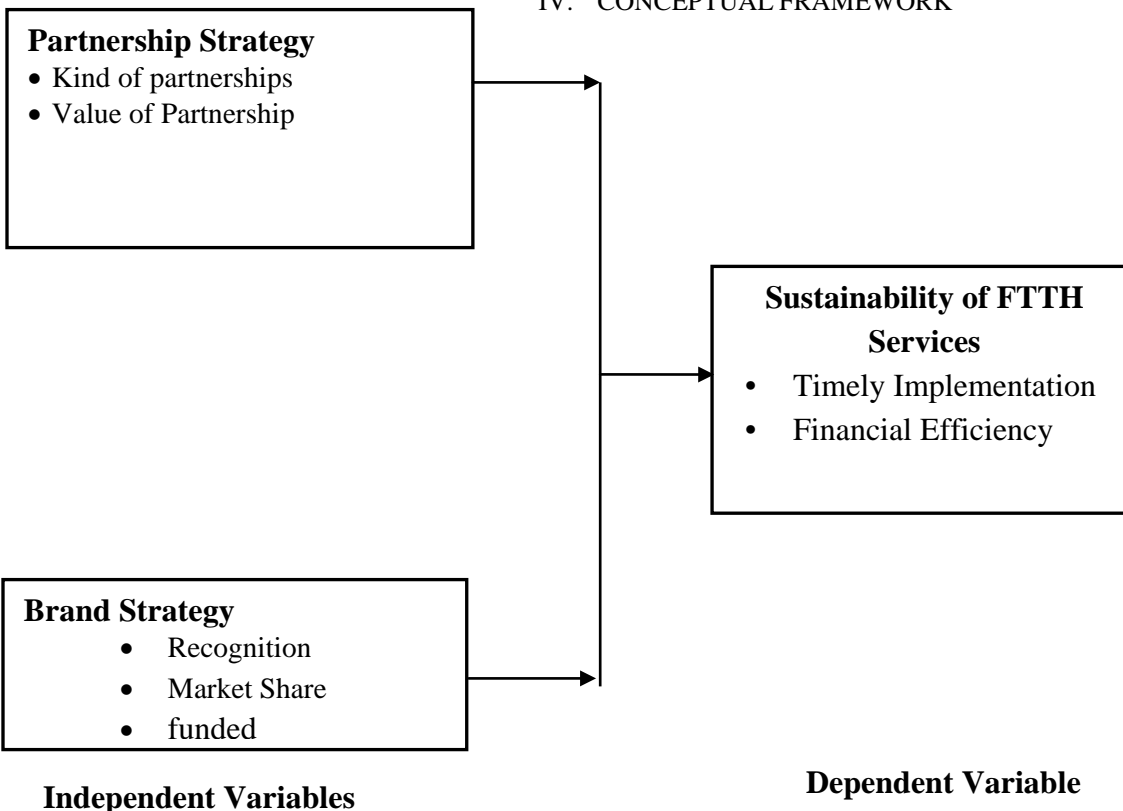 IV. CONCEPTUAL FRAMEWORK
Partnership Strategy
• Kind of partnerships
• Value of Partnership
Sustainability of FTTH
Services
• Timely Implementation
• Financial Efficiency
Brand Strategy
• Recognition
• Market Share
• funded
Independent Variables
Dependent Variable